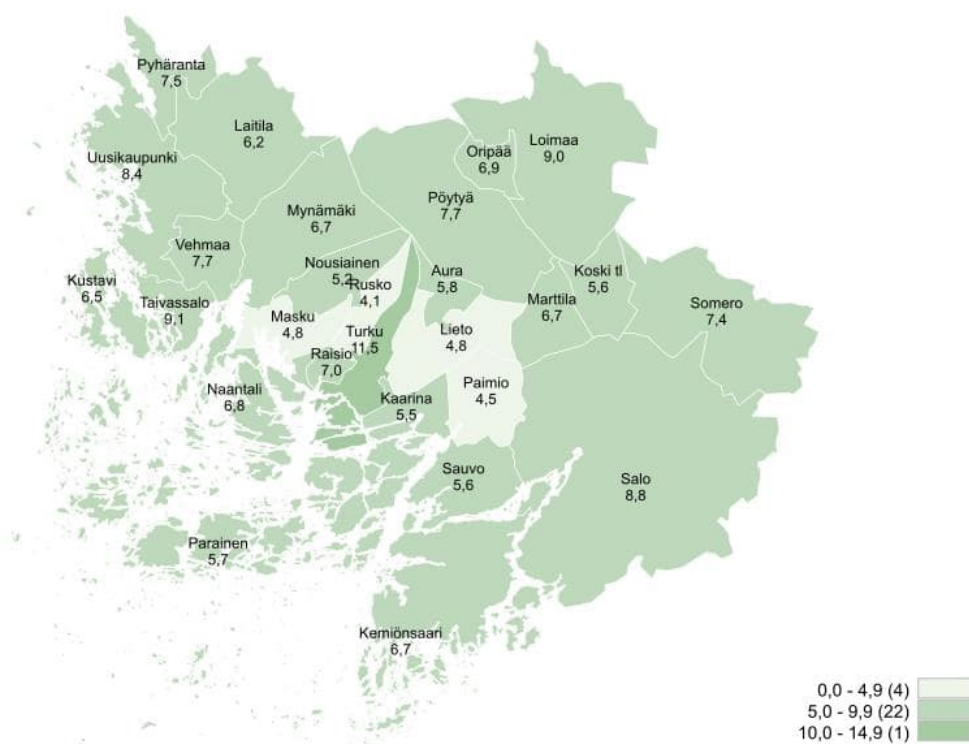 Pyhäranta
7,5
Laitila
6,2
Uusikaupunki
8,4
Oripää
6,9
Loimaa
9,0
Pöytyä
7,7
Mynämäki
6,7
Vehmaa
7,7
Nousiainen
5,2
Rusko
4,1
Aura
5,8
Koski tl
5,6
Kustavi
6,5
Taivassalo
9,1
Marttila
6,7
Somero
7,4
Masku
4,8
Turku
11,5
Lieto
4,8
Raisio
7,0
Paimio
4,5
Naantali
6,8
Kaarina
5,5
Sauvo
5,6
Salo
8,8
Parainen
5,7
Kemiönsaari
6,7
0,0 - 4,9 (4)
5,0 - 9,9 (22)
10,0 - 14,9 (1)